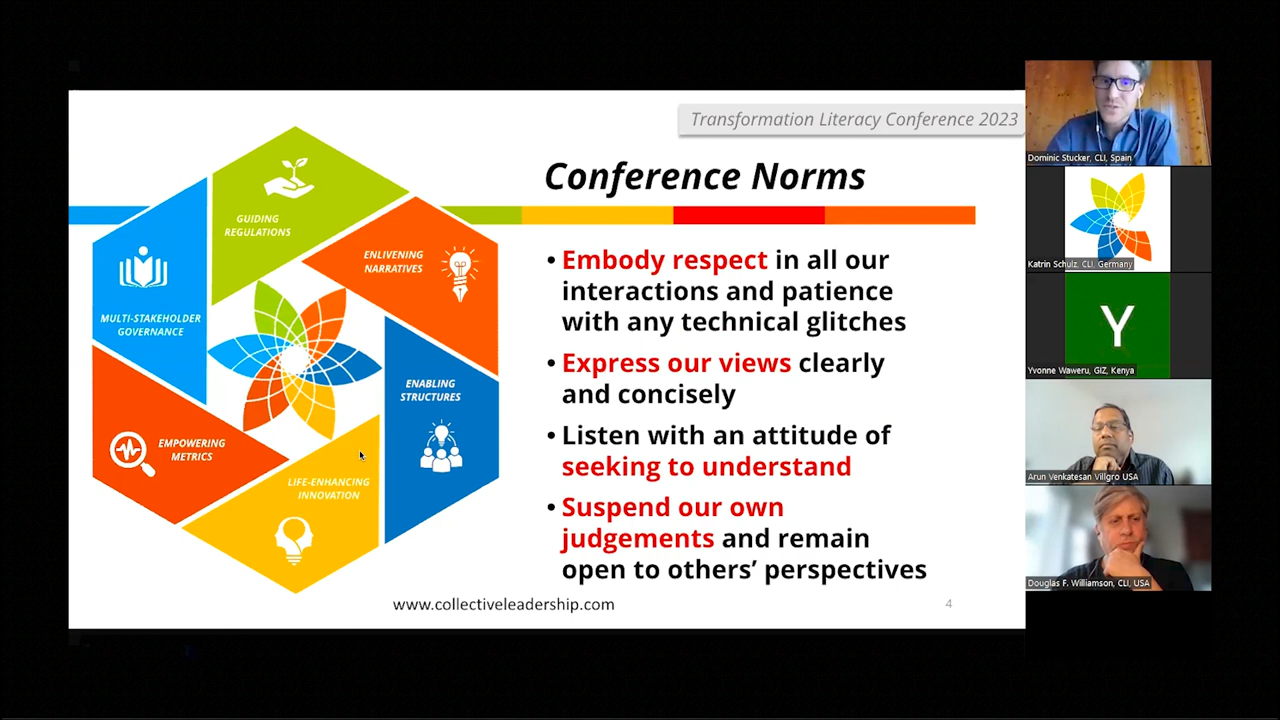 Transformation Literacy Conference 2023
Conference Norms
GUIDING
REGULATIONS
ENLIVENING
NARRATIVES
MULTI-STAKEHOLDER
GOVERNANCE
ENABLING
STRUCTURES
EMPOWERING
METRICS
LIFE-ENHANCING
INNOVATION
• Embody respect in all our
interactions and patience
with any technical glitches
• Express our views clearly
and concisely
• Listen with an attitude of
seeking to understand
• Suspend our own
judgements and remain
open to others’ perspectives
www.collectiveleadership.com
4
Dominic Stucker, CLI, Spain
Katrin Schulz, CLI, Germany
Y
Yvonne Waweru, GIZ, Kenya
Arun Venkatesan Villgro USA
Douglas F. Williamson, CLI, USA